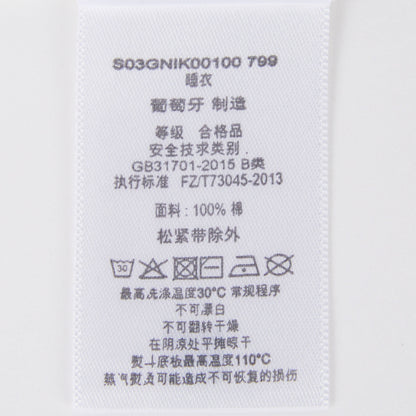 S03GNIK00100 799
睡衣
葡萄牙 制造
等级 合格品
安全技术类别.
GB31701-2015 B类
执行标准 FZ/T73045-2013
面料: 100% 棉
松紧带除外
30
最高洗涤温度30℃ 常规程序
不可漂白
不可翻转干燥
在阴凉处平摊晾干
熨斗底板最高温度110℃
蒸汽熨烫可能造成不可恢复的损伤